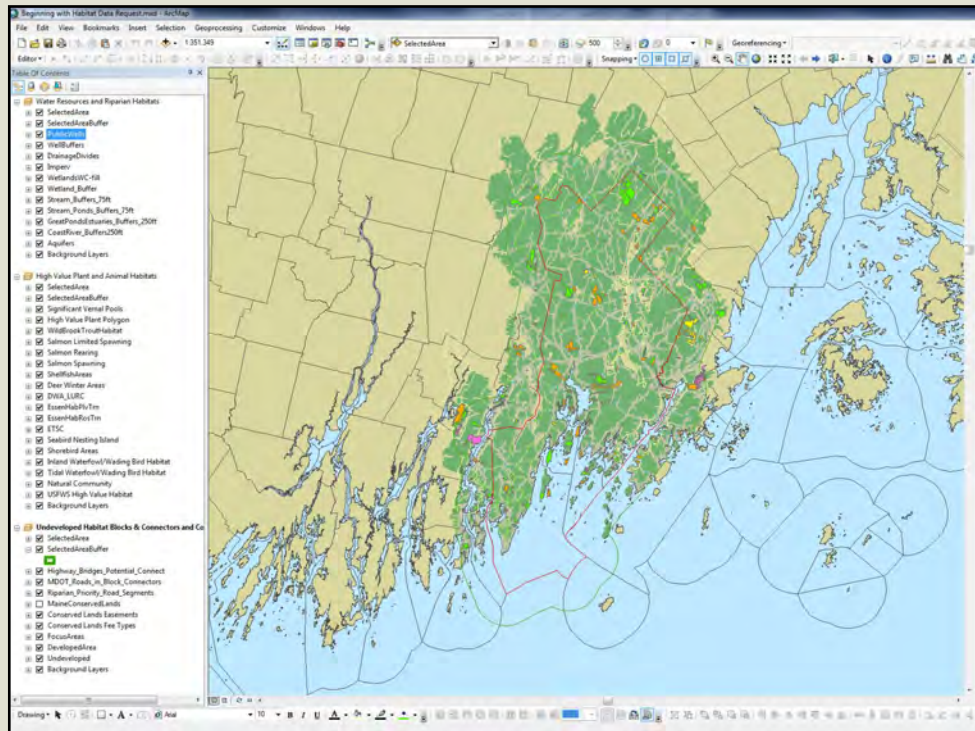 Beginning with Habitat Data Request.mxd - ArcMap
File Edit View Bookmarks Insert Selection Geoprocessing Customize Windows Help
1:351,349 SelectedArea 500 0 Georeferencing
Editor Snapping
Table Of Contents
Water Resources and Riparian Habitats
SelectedArea
SelectedAreaBuffer
PublicWells
WellBuffers
DrainageDivides
Imperv
WetlandsWC-fill
Wetland_Buffer
Stream_Buffers_75ft
Stream_Ponds_Buffers_75ft
GreatPondsEstuaries_Buffers_250ft
CoastRiver_Buffers250ft
Aquifers
Background Layers
High Value Plant and Animal Habitats
SelectedArea
SelectedAreaBuffer
Significant Vernal Pools
High Value Plant Polygon
WildBrookTroutHabitat
Salmon Limited Spawning
Salmon Rearing
Salmon Spawning
ShellfishAreas
Deer Winter Areas
DWA_LURC
EssenHabPlvTrn
EssenHabRosTrn
ETSC
Seabird Nesting Island
Shorebird Areas
Inland Waterfowl/Wading Bird Habitat
Tidal Waterfowl/Wading Bird Habitat
Natural Community
USFWS High Value Habitat
Background Layers
Undeveloped Habitat Blocks & Connectors and Co
SelectedArea
SelectedAreaBuffer
Highway_Bridges_Potential_Connect
MDOT_Roads_in_Block_Connectors
Riparian_Priority_Road_Segments
MaineConservedLands
Conserved Lands Easements
Conserved Lands Fee Types
FocusAreas
DevelopedArea
Undeveloped
Background Layers
Drawing A Arial 10 B I U A